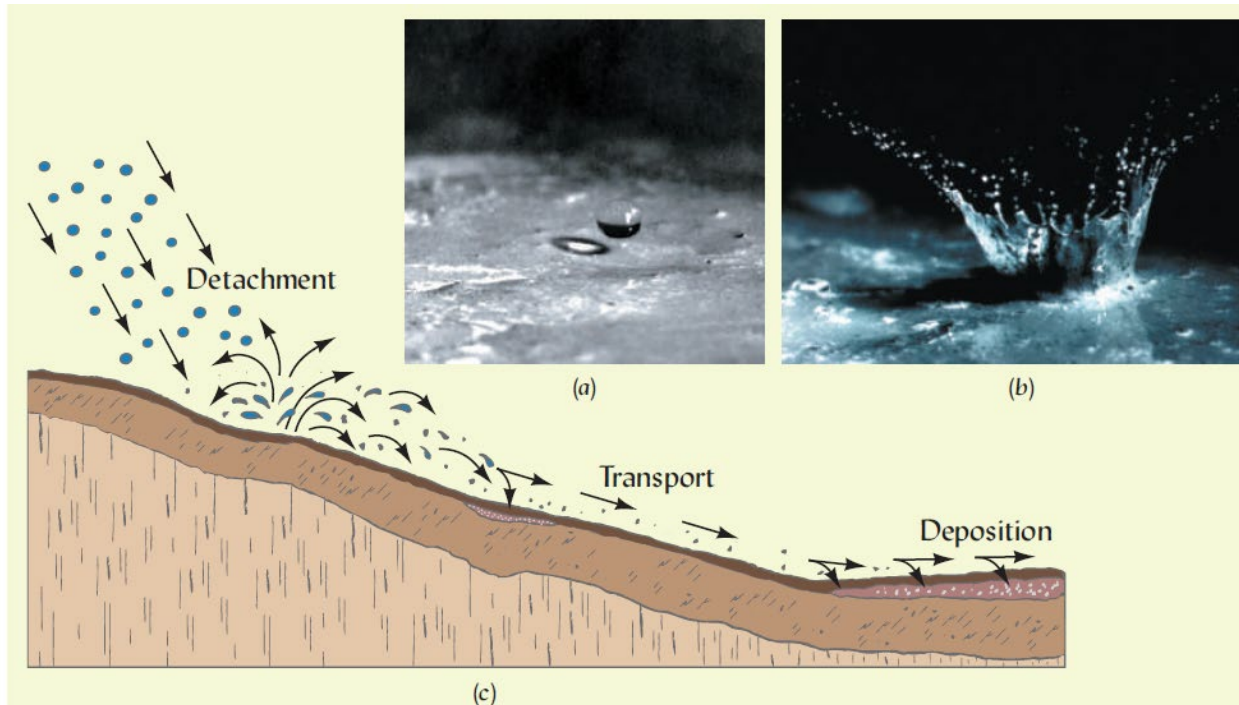 (a)
(b)
Detachment
Transport
Deposition
(c)